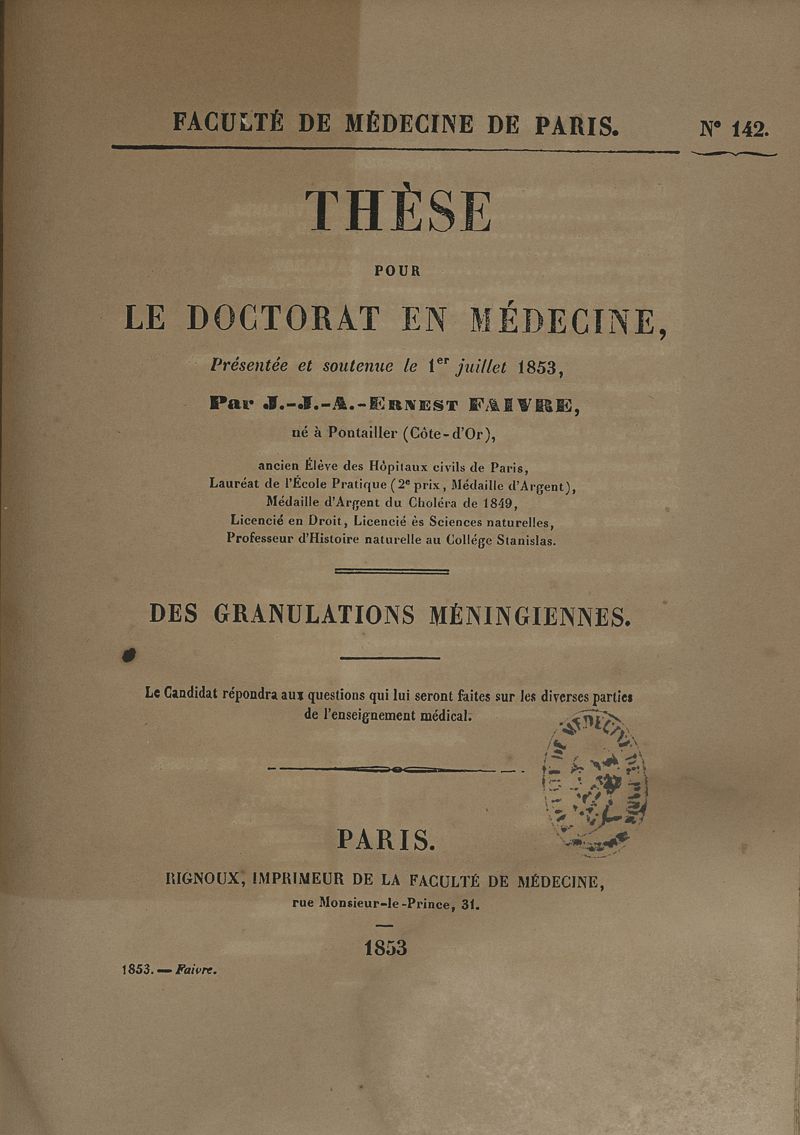 FACULTÉ DE MÉDECINE DE PARIS. N° 142.
THÈSE
POUR
LE DOCTORAT EN MÉDECINE,
Présentée et soutenue le 1er juillet 1853,
Par J.-J.-A.-ERNEST FAIVRE,
né à Pontailler (Côte-d'Or),
ancien Élève des Hôpitaux civils de Paris,
Lauréat de l'École Pratique (2e prix, Médaille d'Argent),
Médaille d'Argent du Choléra de 1849,
Licencié en Droit, Licencié ès Sciences naturelles,
Professeur d'Histoire naturelle au Collége Stanislas.
DES GRANULATIONS MÉNINGIENNES.
Le Candidat répondra aux questions qui lui seront faites sur les diverses parties
de l'enseignement médical.
PARIS.
RIGNOUX, IMPRIMEUR DE LA FACULTÉ DE MÉDECINE,
rue Monsieur-le-Prince, 31.
1853
1853. — Faivre.